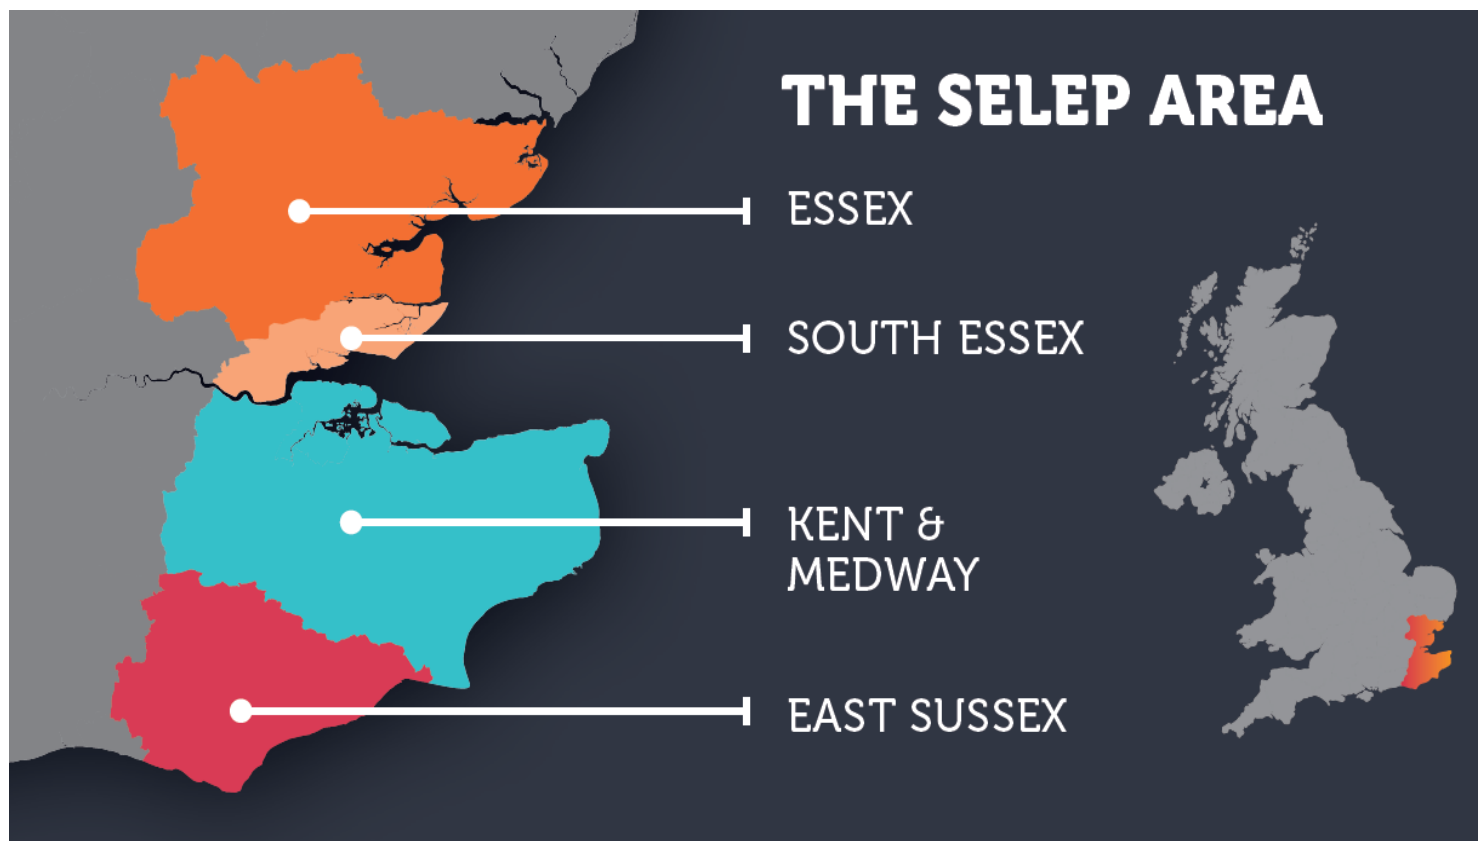 THE SELEP AREA
ESSEX
SOUTH ESSEX
KENT &
MEDWAY
EAST SUSSEX